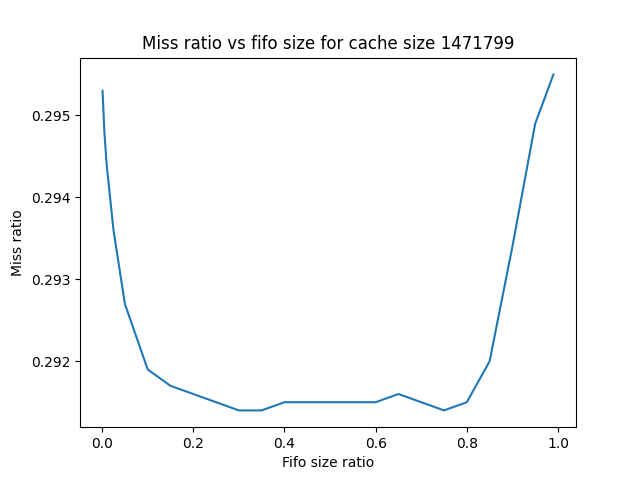 Miss ratio vs fifo size for cache size 1471799
0.295
0.294
0.293
0.292
Miss ratio
0.0 0.2 0.4 0.6 0.8 1.0
Fifo size ratio